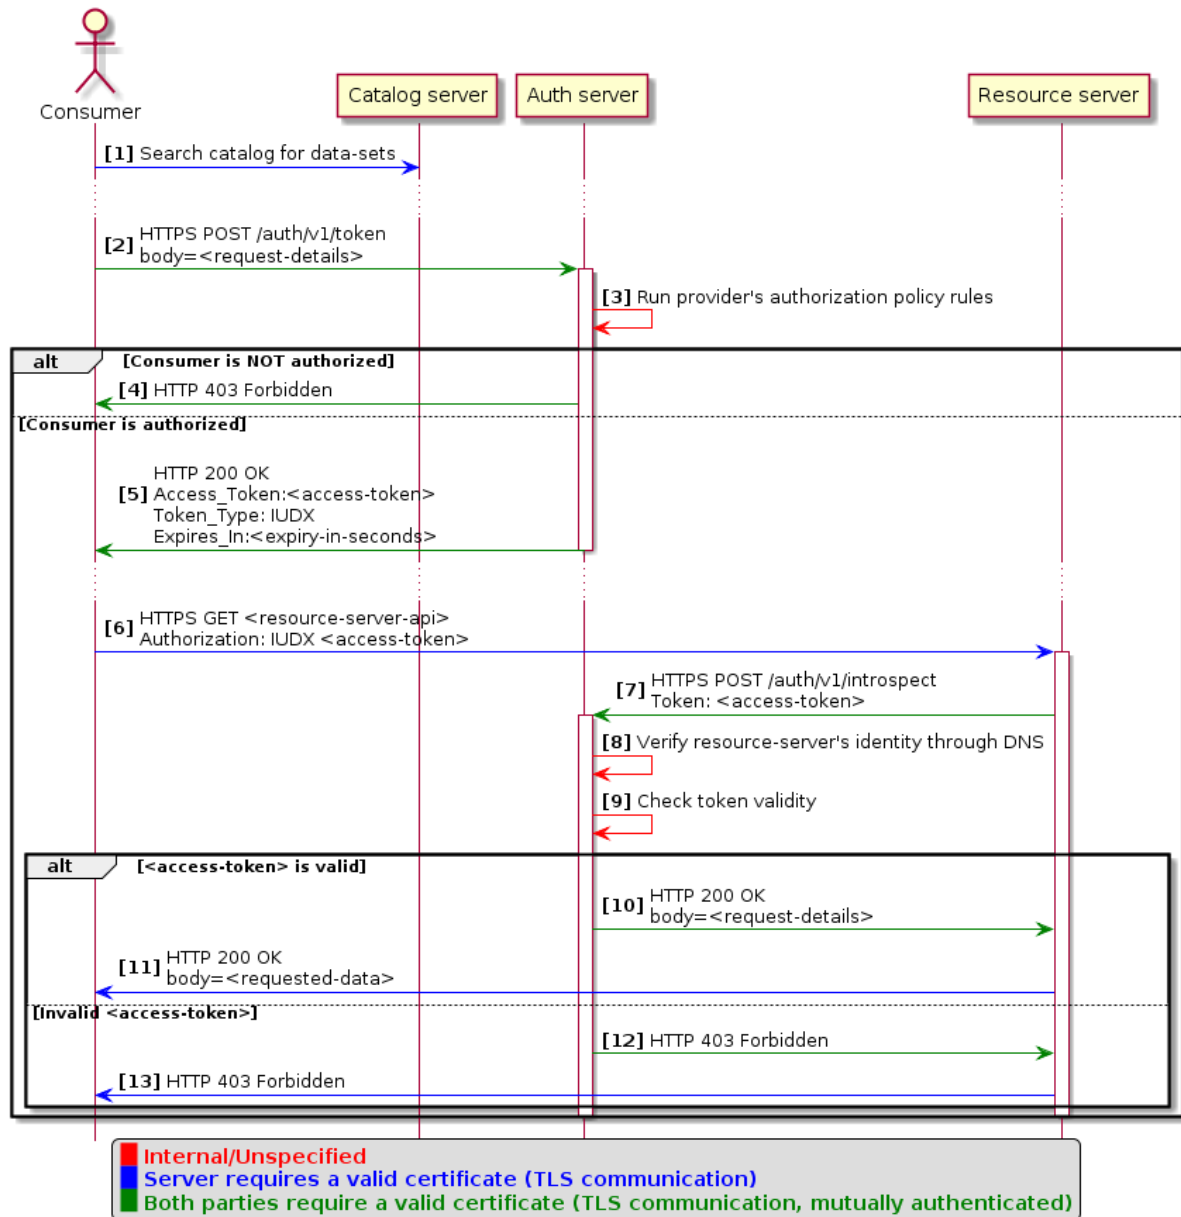 Consumer
Catalog server
Auth server
Resource server
[1] Search catalog for data-sets
[2] HTTPS POST /auth/v1/token
body=<request-details>
[3] Run provider's authorization policy rules
alt [Consumer is NOT authorized]
[4] HTTP 403 Forbidden
[Consumer is authorized]
HTTP 200 OK
[5] Access_Token:<access-token>
Token_Type: IUDX
Expires_In:<expiry-in-seconds>
[6] HTTPS GET <resource-server-api>
Authorization: IUDX <access-token>
[7] HTTPS POST /auth/v1/introspect
Token: <access-token>
[8] Verify resource-server's identity through DNS
[9] Check token validity
alt [<access-token> is valid]
[10] HTTP 200 OK
body=<request-details>
[11] HTTP 200 OK
body=<requested-data>
[Invalid <access-token>]
[12] HTTP 403 Forbidden
[13] HTTP 403 Forbidden
Internal/Unspecified
Server requires a valid certificate (TLS communication)
Both parties require a valid certificate (TLS communication, mutually authenticated)